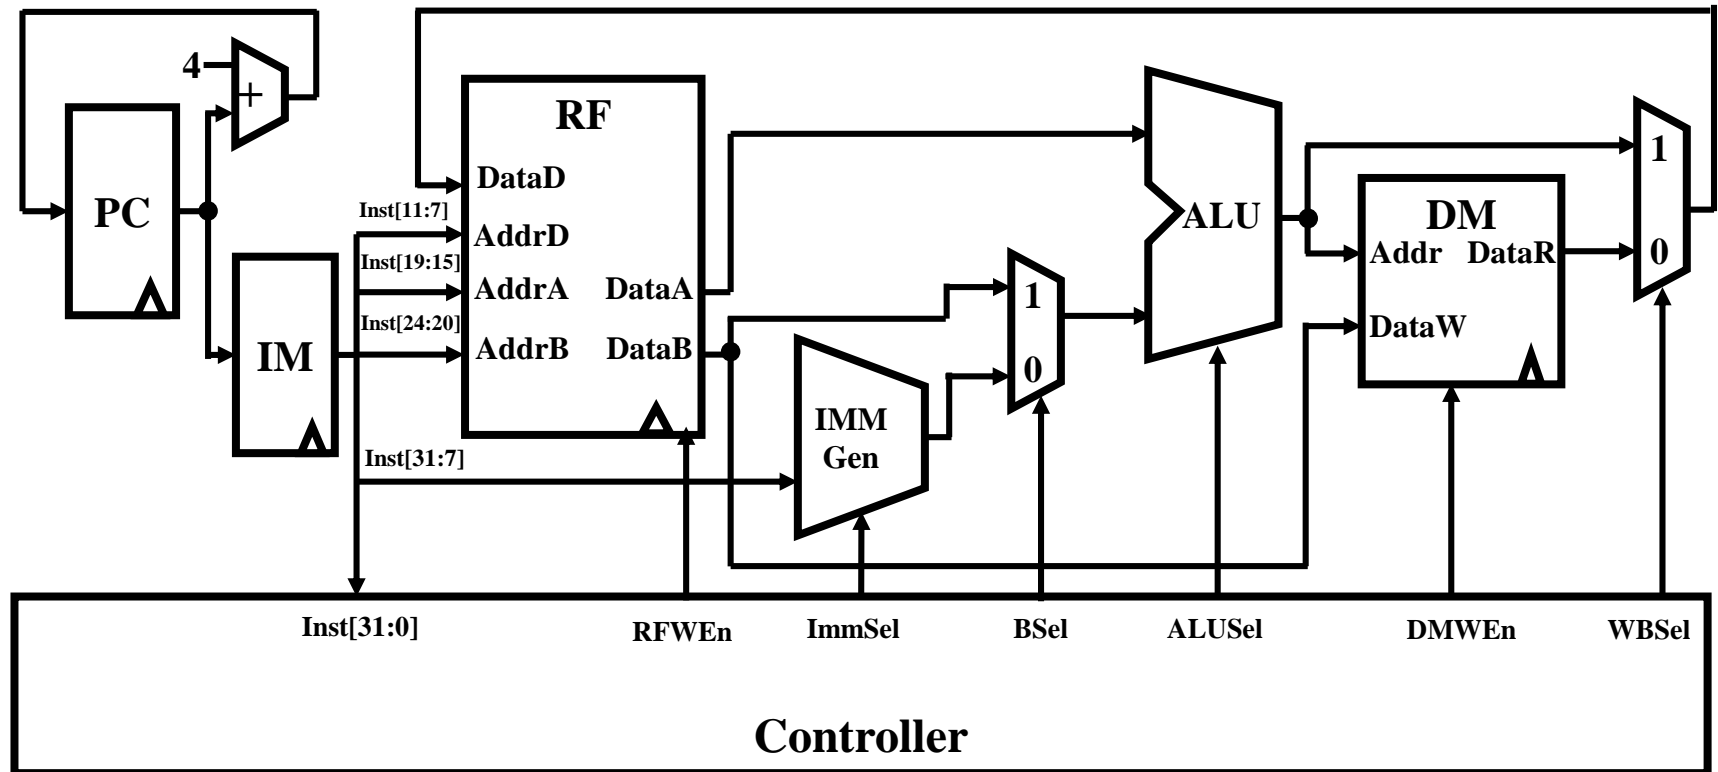 4
+
PC
IM
RF
DataD
Inst[11:7]
AddrD
Inst[19:15]
AddrA DataA
Inst[24:20]
AddrB DataB
Inst[31:7]
IMM
Gen
1
0
ALU
DM
Addr DataR
DataW
1
0
Inst[31:0] RFWEn ImmSel BSel ALUSel DMWEn WBSel
Controller